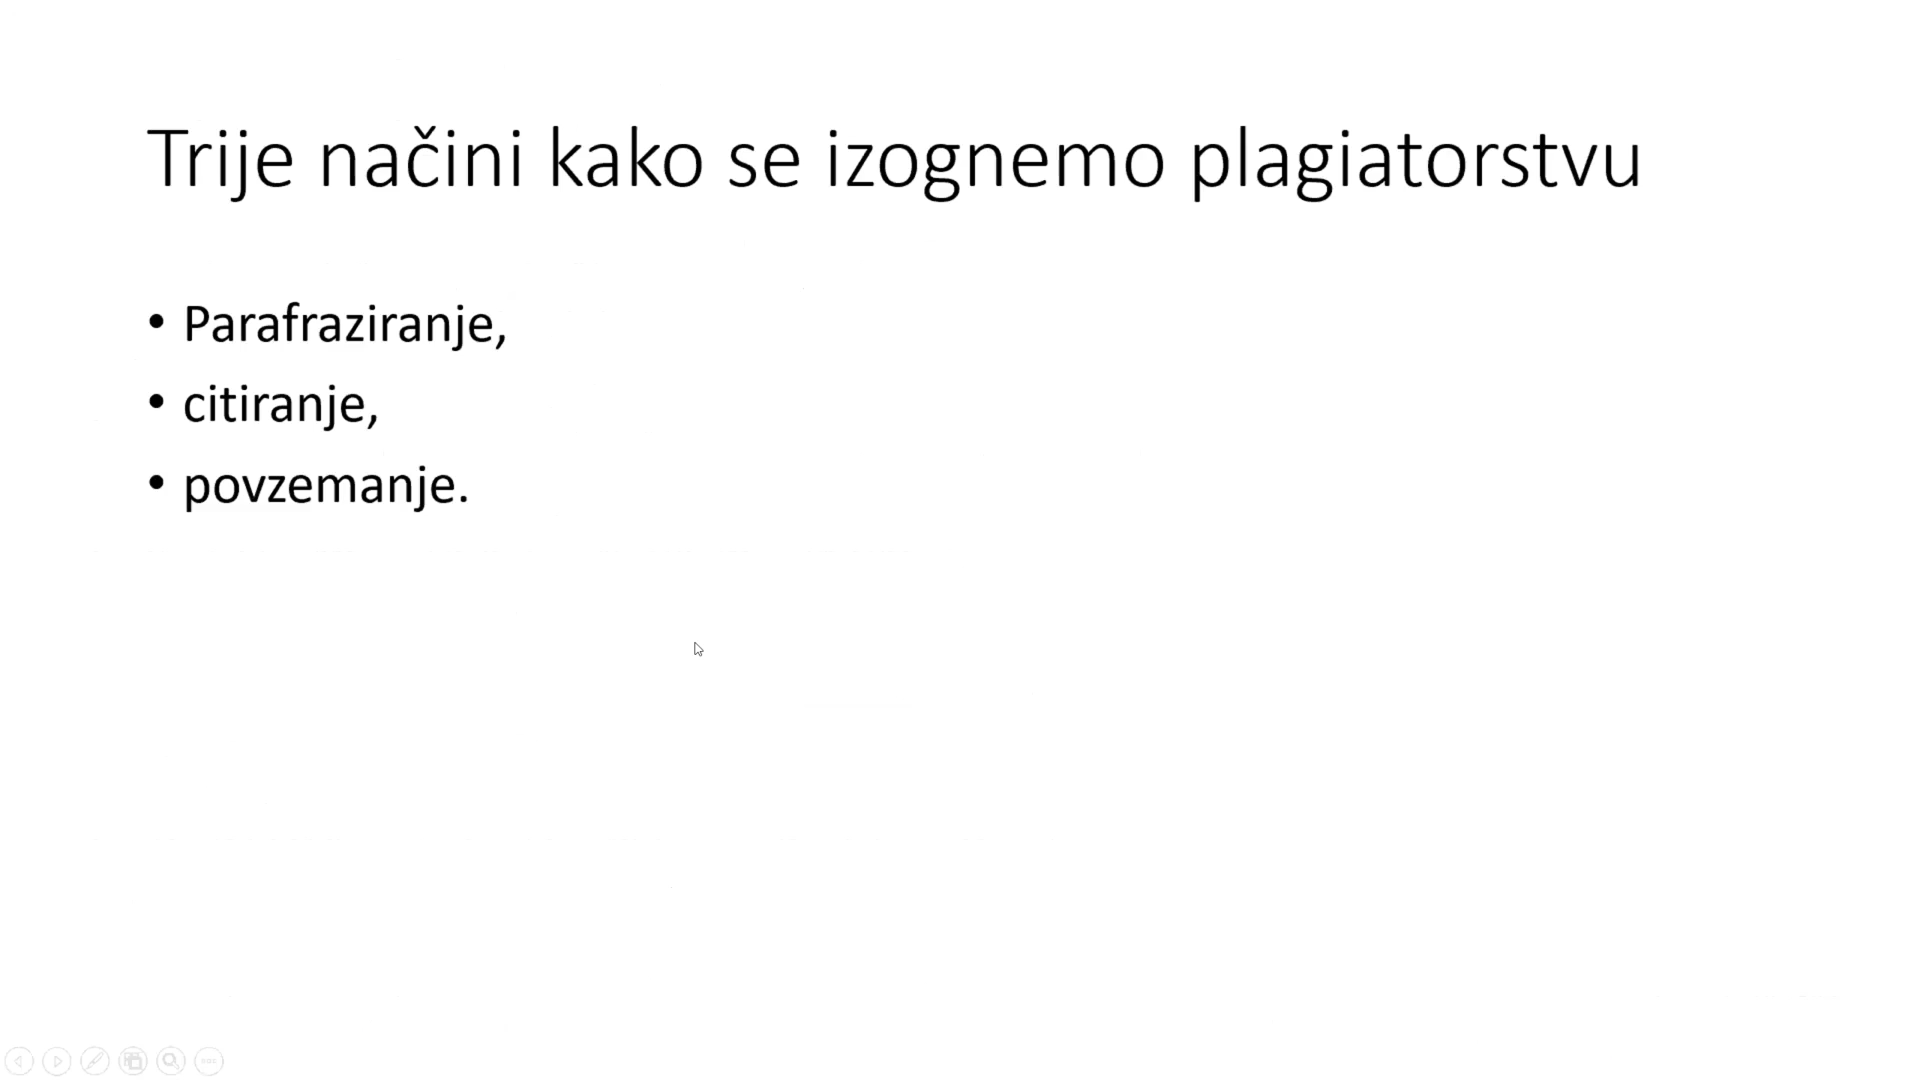 Trije načini kako se izognemo plagiatorstvu
• Parafraziranje,
• citiranje,
• povzemanje.